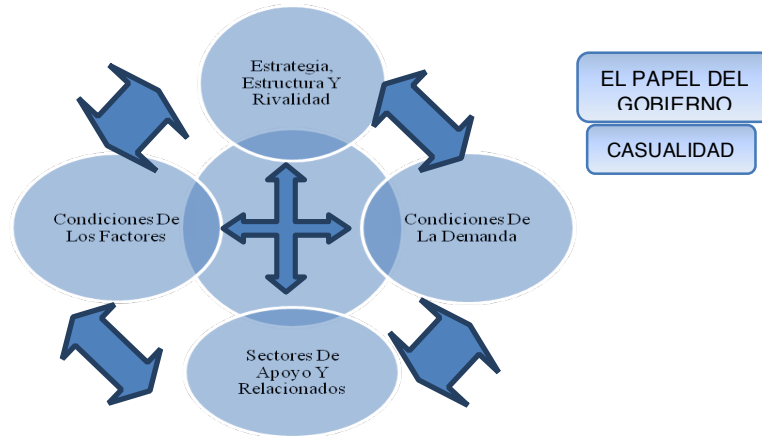 Estrategia,
Estructura Y
Rivalidad
EL PAPEL DEL
GOBIERNO
CASUALIDAD
Condiciones De
Los Factores
Condiciones De
La Demanda
Sectores De
Apoyo Y
Relacionados